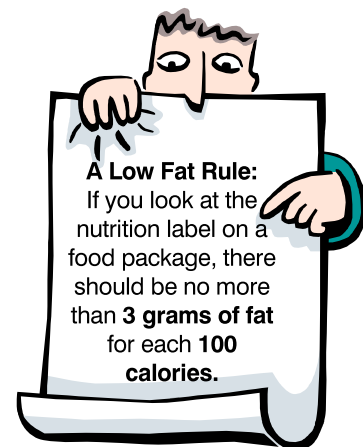 A Low Fat Rule:
If you look at the
nutrition label on a
food package, there
should be no more
than 3 grams of fat
for each 100
calories.